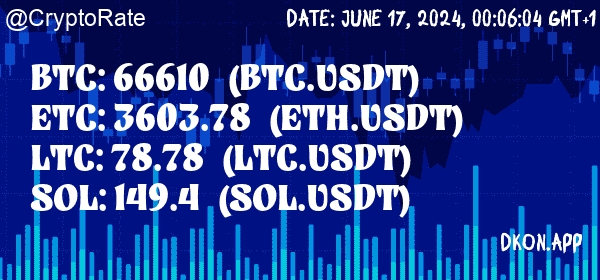 @CryptoRate
DATE: JUNE 17, 2024, 00:06:04 GMT+1
BTC: 66610 (BTC.USDT)
ETC: 3603.78 (ETH.USDT)
LTC: 78.78 (LTC.USDT)
SOL: 149.4 (SOL.USDT)
DKON.APP